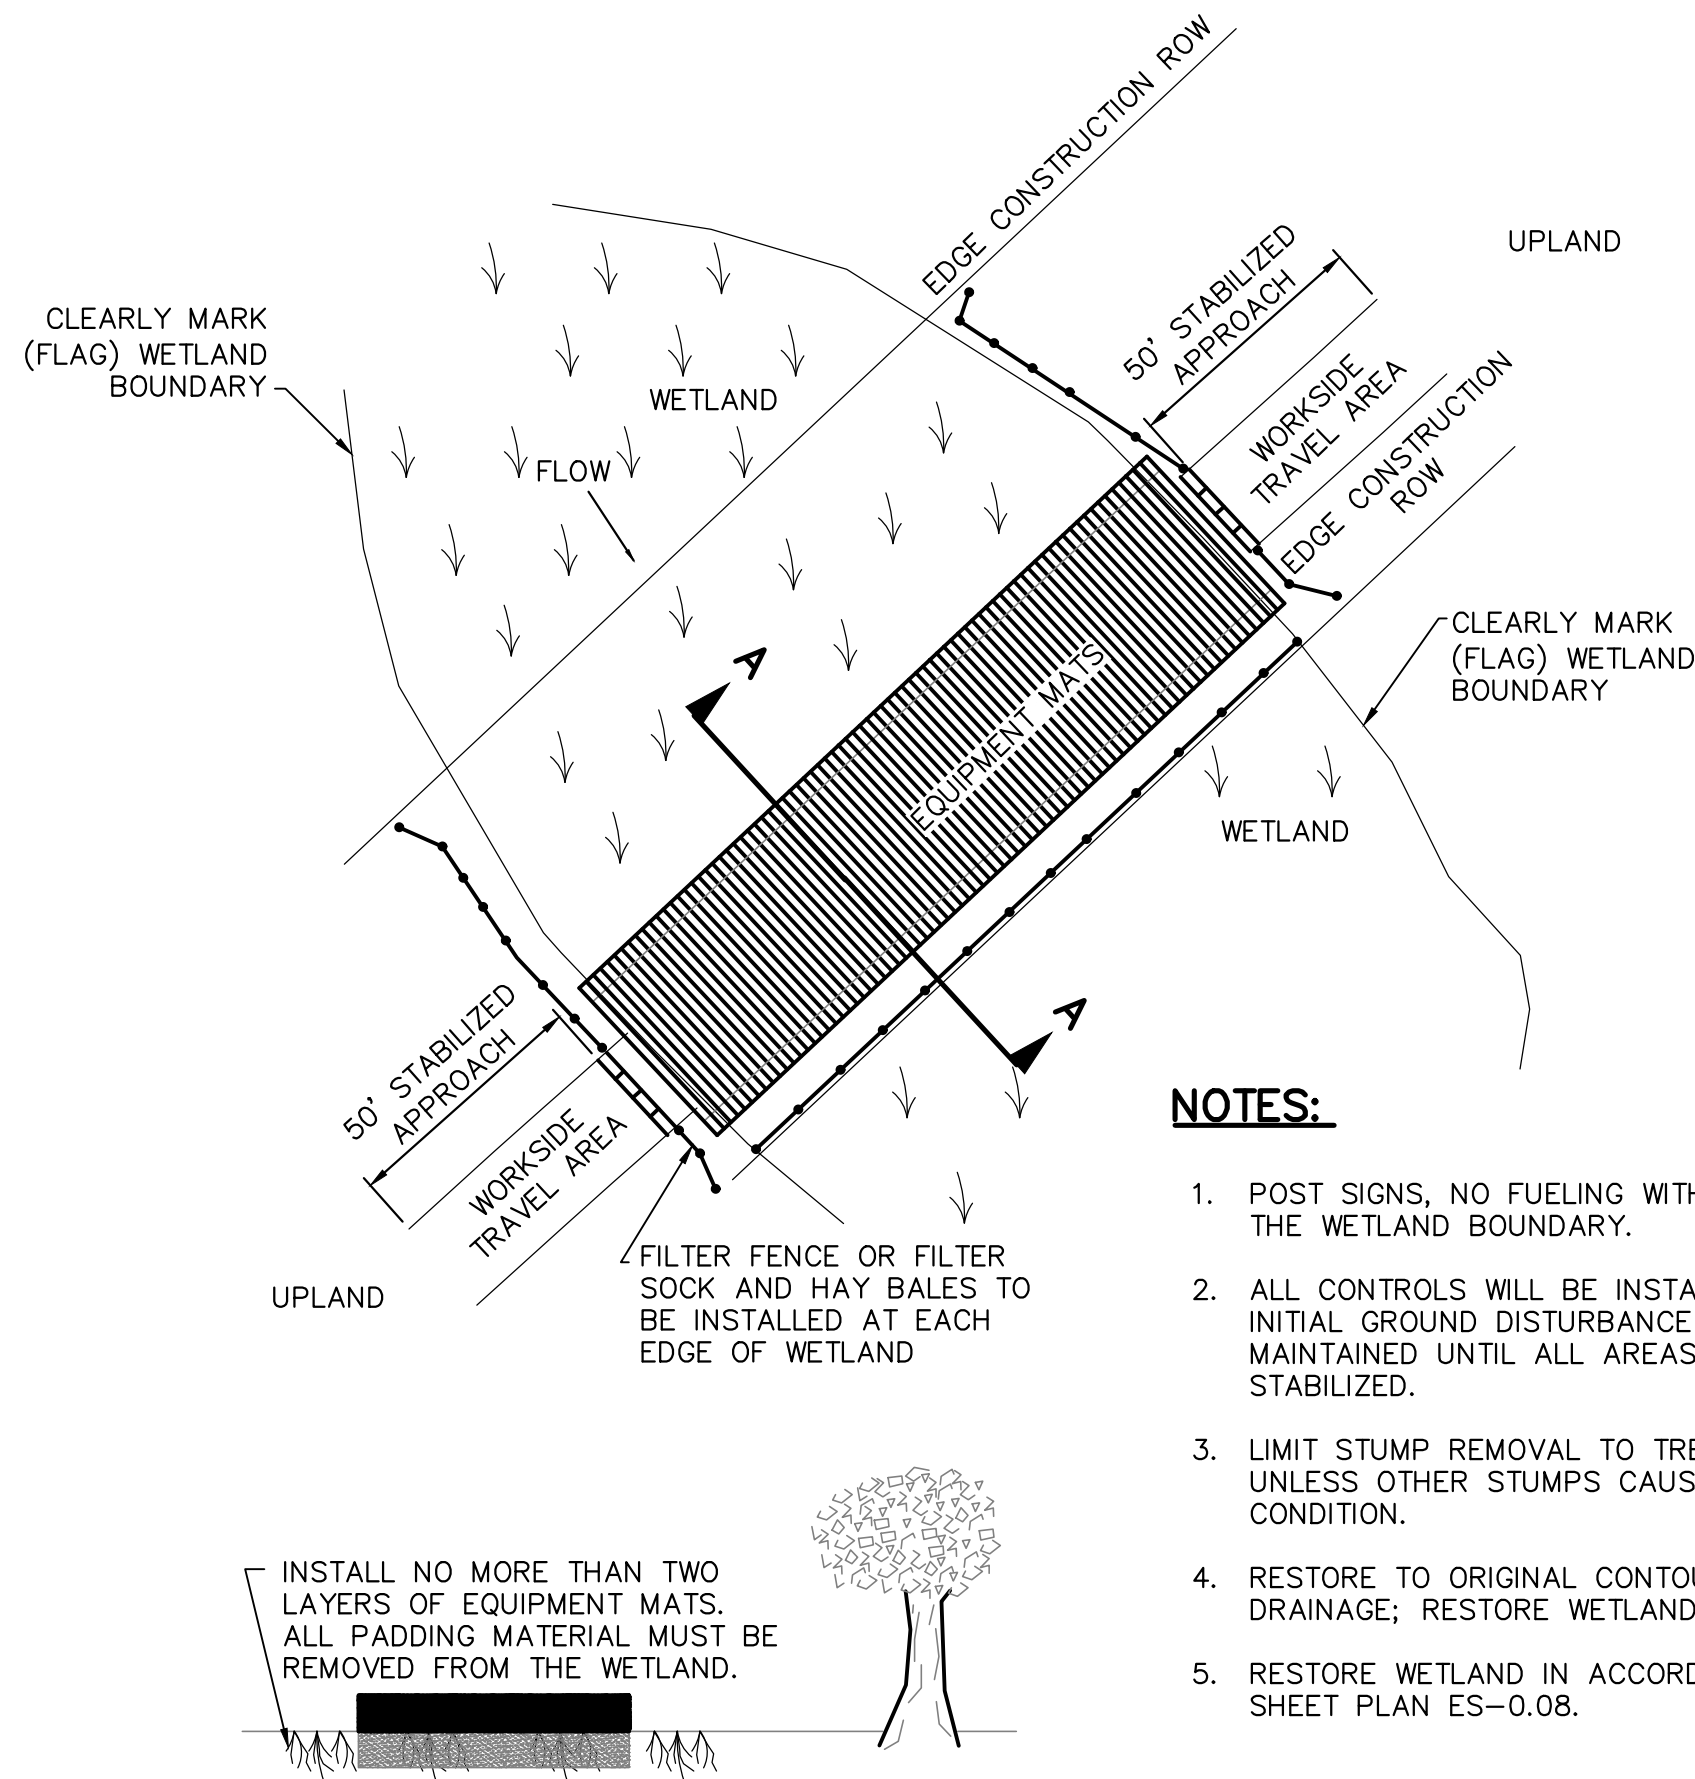 EDGE CONSTRUCTION ROW
UPLAND
50' STABILIZED
APPROACH
CLEARLY MARK
(FLAG) WETLAND
BOUNDARY
WETLAND
WORKSIDE
TRAVEL AREA
EDGE CONSTRUCTION
ROW
FLOW
A
EQUIPMENT MATS
CLEARLY MARK
(FLAG) WETLAND
BOUNDARY
WETLAND
A
50' STABILIZED
APPROACH
WORKSIDE
TRAVEL AREA
UPLAND
FILTER FENCE OR FILTER
SOCK AND HAY BALES TO
BE INSTALLED AT EACH
EDGE OF WETLAND
NOTES:
1. POST SIGNS, NO FUELING
THE WETLAND BOUNDARY.
2. ALL CONTROLS WILL BE
INITIAL GROUND DISTURBANCE
MAINTAINED UNTIL ALL AREAS
STABILIZED.
3. LIMIT STUMP REMOVAL TO
UNLESS OTHER STUMPS
CONDITION.
4. RESTORE TO ORIGINAL
DRAINAGE; RESTORE WETLAND
5. RESTORE WETLAND IN
SHEET PLAN ES-0.08.
INSTALL NO MORE THAN TWO
LAYERS OF EQUIPMENT MATS.
ALL PADDING MATERIAL MUST BE
REMOVED FROM THE WETLAND.